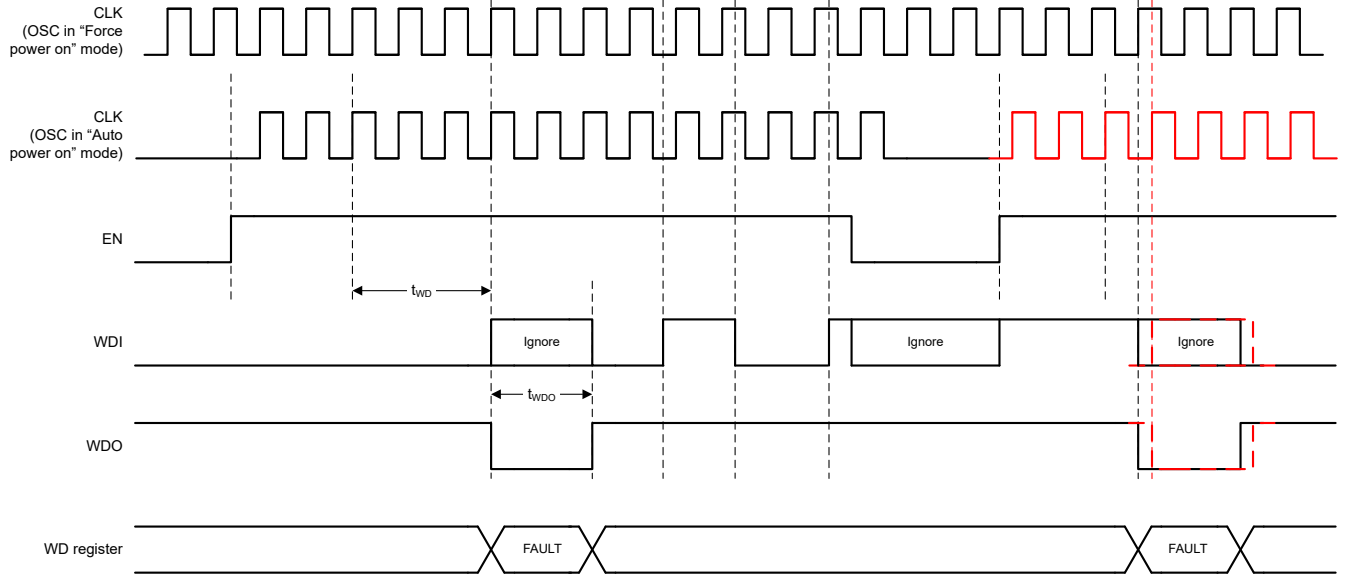 CLK
(OSC in “Force
power on” mode)
CLK
(OSC in “Auto
power on” mode)
EN
tWD
WDI
Ignore
Ignore
Ignore
tWDO
WDO
WD register
FAULT
FAULT